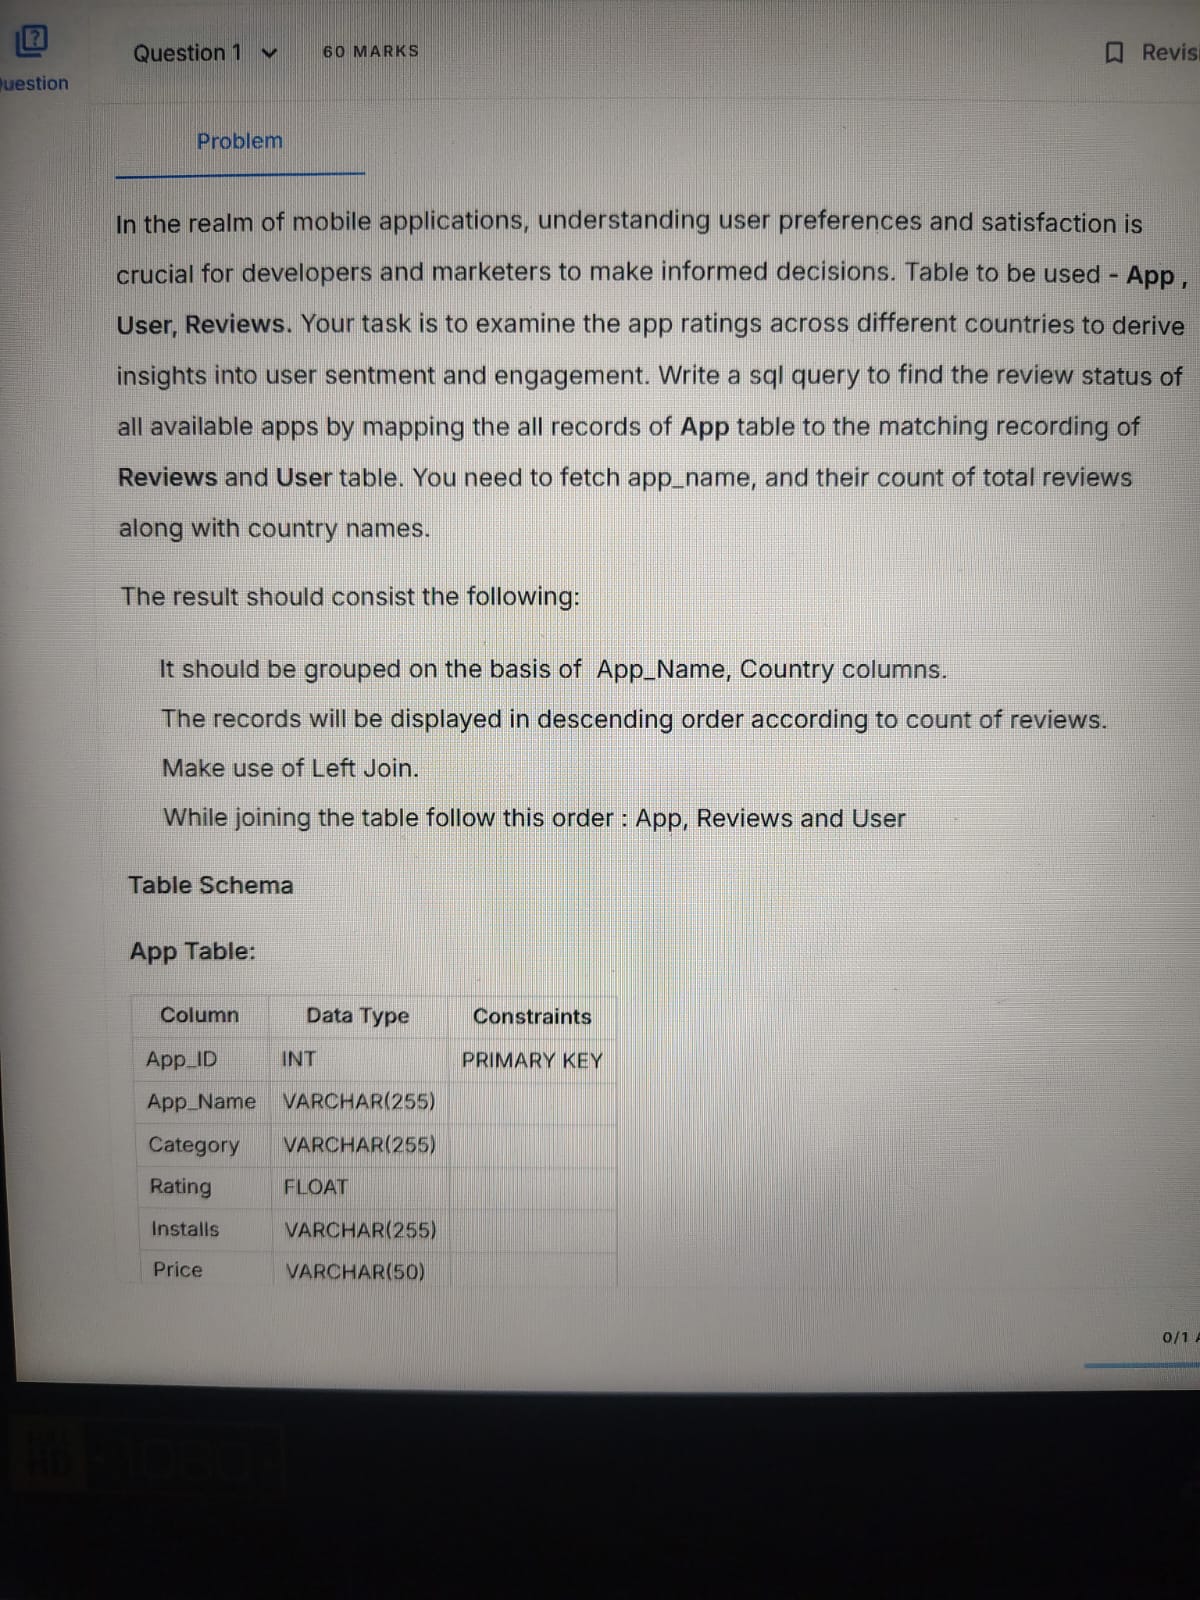 Question 1
60 MARKS
Revis
uestion
Problem
In the realm of mobile applications, understanding user preferences and satisfaction is
crucial for developers and marketers to make informed decisions. Table to be used - App ,
User, Reviews. Your task is to examine the app ratings across different countries to derive
insights into user sentment and engagement. Write a sql query to find the review status of
all available apps by mapping the all records of App table to the matching recording of
Reviews and User table. You need to fetch app_name, and their count of total reviews
along with country names.
The result should consist the following:
It should be grouped on the basis of App_Name, Country columns.
The records will be displayed in descending order according to count of reviews.
Make use of Left Join.
While joining the table follow this order : App, Reviews and User
Table Schema
App Table:
Column Data Type Constraints
App_ID INT PRIMARY KEY
App_Name VARCHAR(255)
Category VARCHAR(255)
Rating FLOAT
Installs VARCHAR(255)
Price VARCHAR(50)
0/1 A
HD 1080